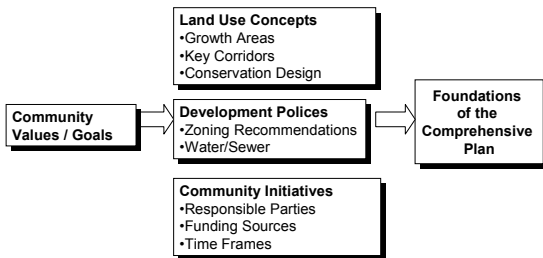 Land Use Concepts
•Growth Areas
•Key Corridors
•Conservation Design
Community
Values / Goals
Development Polices
•Zoning Recommendations
•Water/Sewer
Community Initiatives
•Responsible Parties
•Funding Sources
•Time Frames
Foundations
of the
Comprehensive
Plan